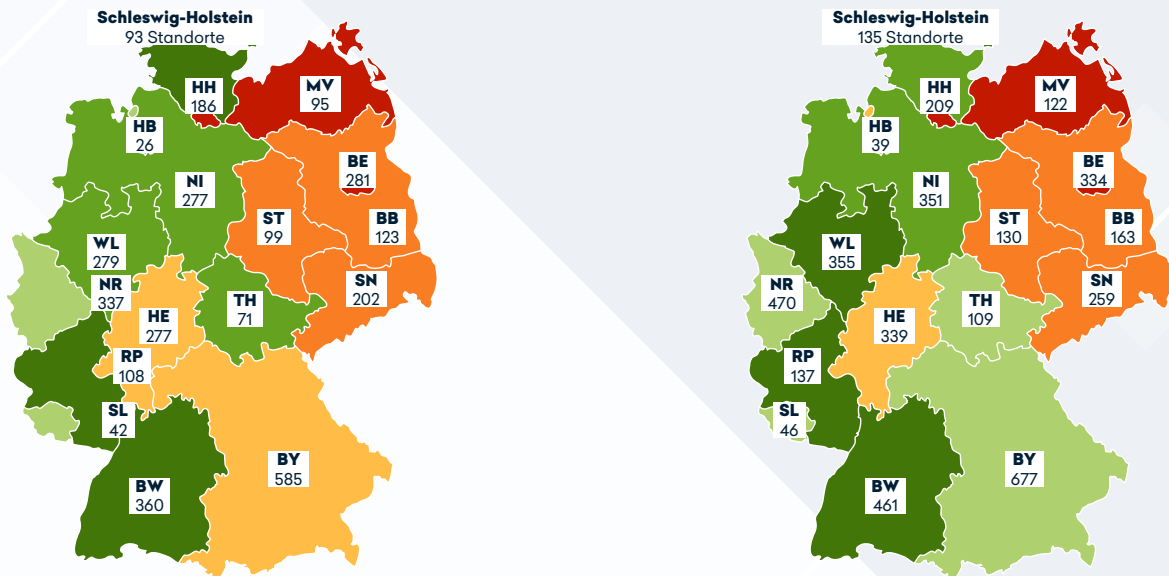 Schleswig-Holstein
93 Standorte
HH
186
MV
95
HB
26
BE
281
NI
277
ST
99
BB
123
WL
279
SN
202
NR
337
TH
71
HE
277
RP
108
SL
42
BY
585
BW
360
Schleswig-Holstein
135 Standorte
HH
209
MV
122
HB
39
BE
334
NI
351
ST
130
BB
163
WL
355
SN
259
NR
470
TH
109
HE
339
RP
137
SL
46
BY
677
BW
461